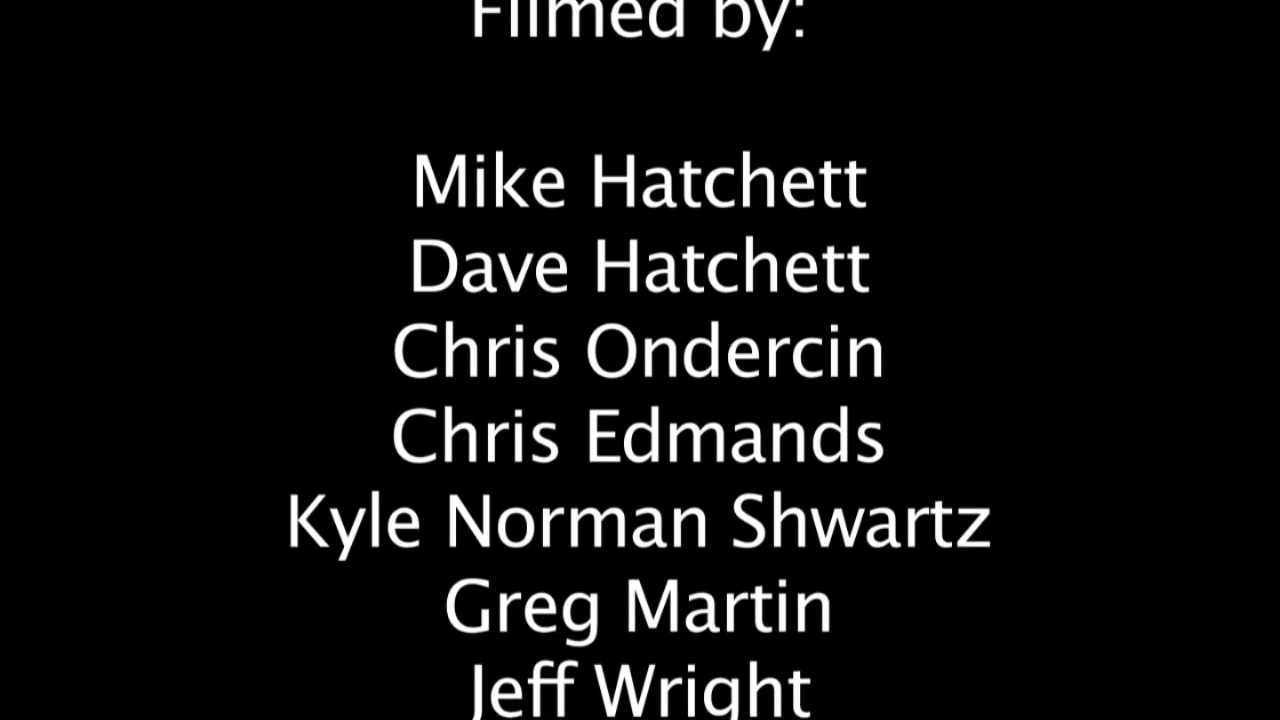 Filmed by:
Mike Hatchett
Dave Hatchett
Chris Ondercin
Chris Edmands
Kyle Norman Shwartz
Greg Martin
Jeff Wright